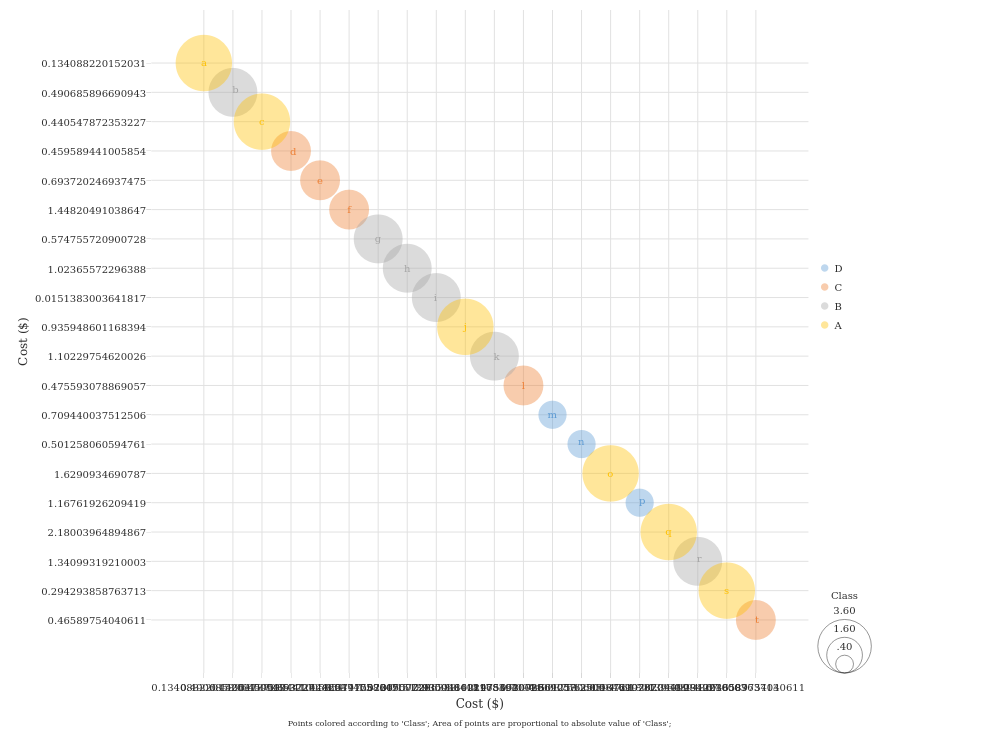 0.134088220152031
a
0.490685896690943
b
0.440547872353227
c
0.459589441005854
d
0.693720246937475
e
1.44820491038647
f
0.574755720900728
g
1.02365572296388
h
0.0151383003641817
i
0.935948601168394
j
1.10229754620026
k
0.475593078869057
l
0.709440037512506
m
0.501258060594761
n
1.6290934690787
o
1.16761926209419
p
2.18003964894867
q
1.34099319210003
r
0.294293858763713
s
0.46589754040611
t
Cost ($)
D
C
B
A
Class
3.60
1.60
.40
Cost ($)
Points colored according to 'Class'; Area of points are proportional to absolute value of 'Class';